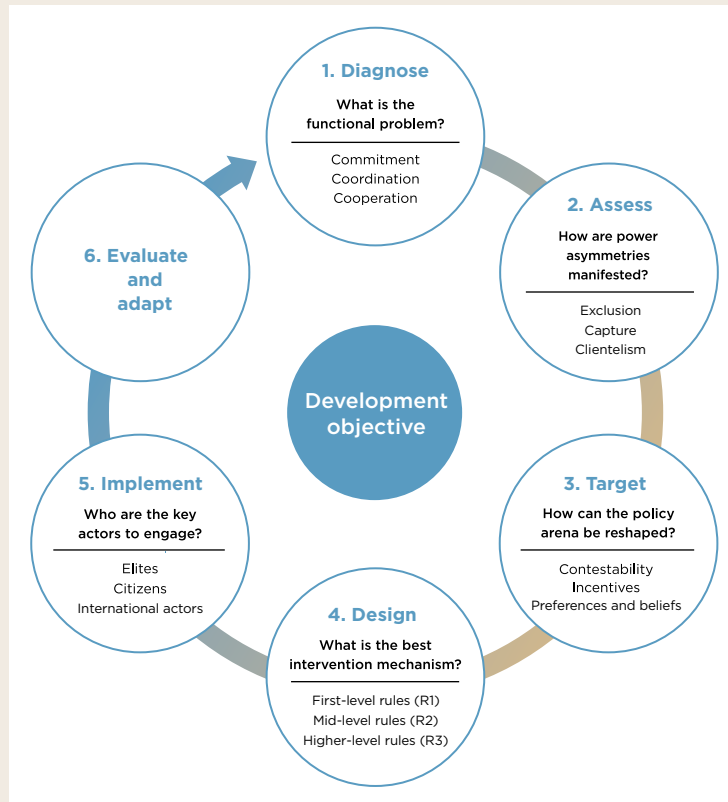 1. Diagnose
What is the
functional problem?
Commitment
Coordination
Cooperation
2. Assess
How are power
asymmetries
manifested?
Exclusion
Capture
Clientelism
3. Target
How can the policy
arena be reshaped?
Contestability
Incentives
Preferences and beliefs
4. Design
What is the best
intervention mechanism?
First-level rules (R1)
Mid-level rules (R2)
Higher-level rules (R3)
5. Implement
Who are the key
actors to engage?
Elites
Citizens
International actors
6. Evaluate
and
adapt
Development
objective